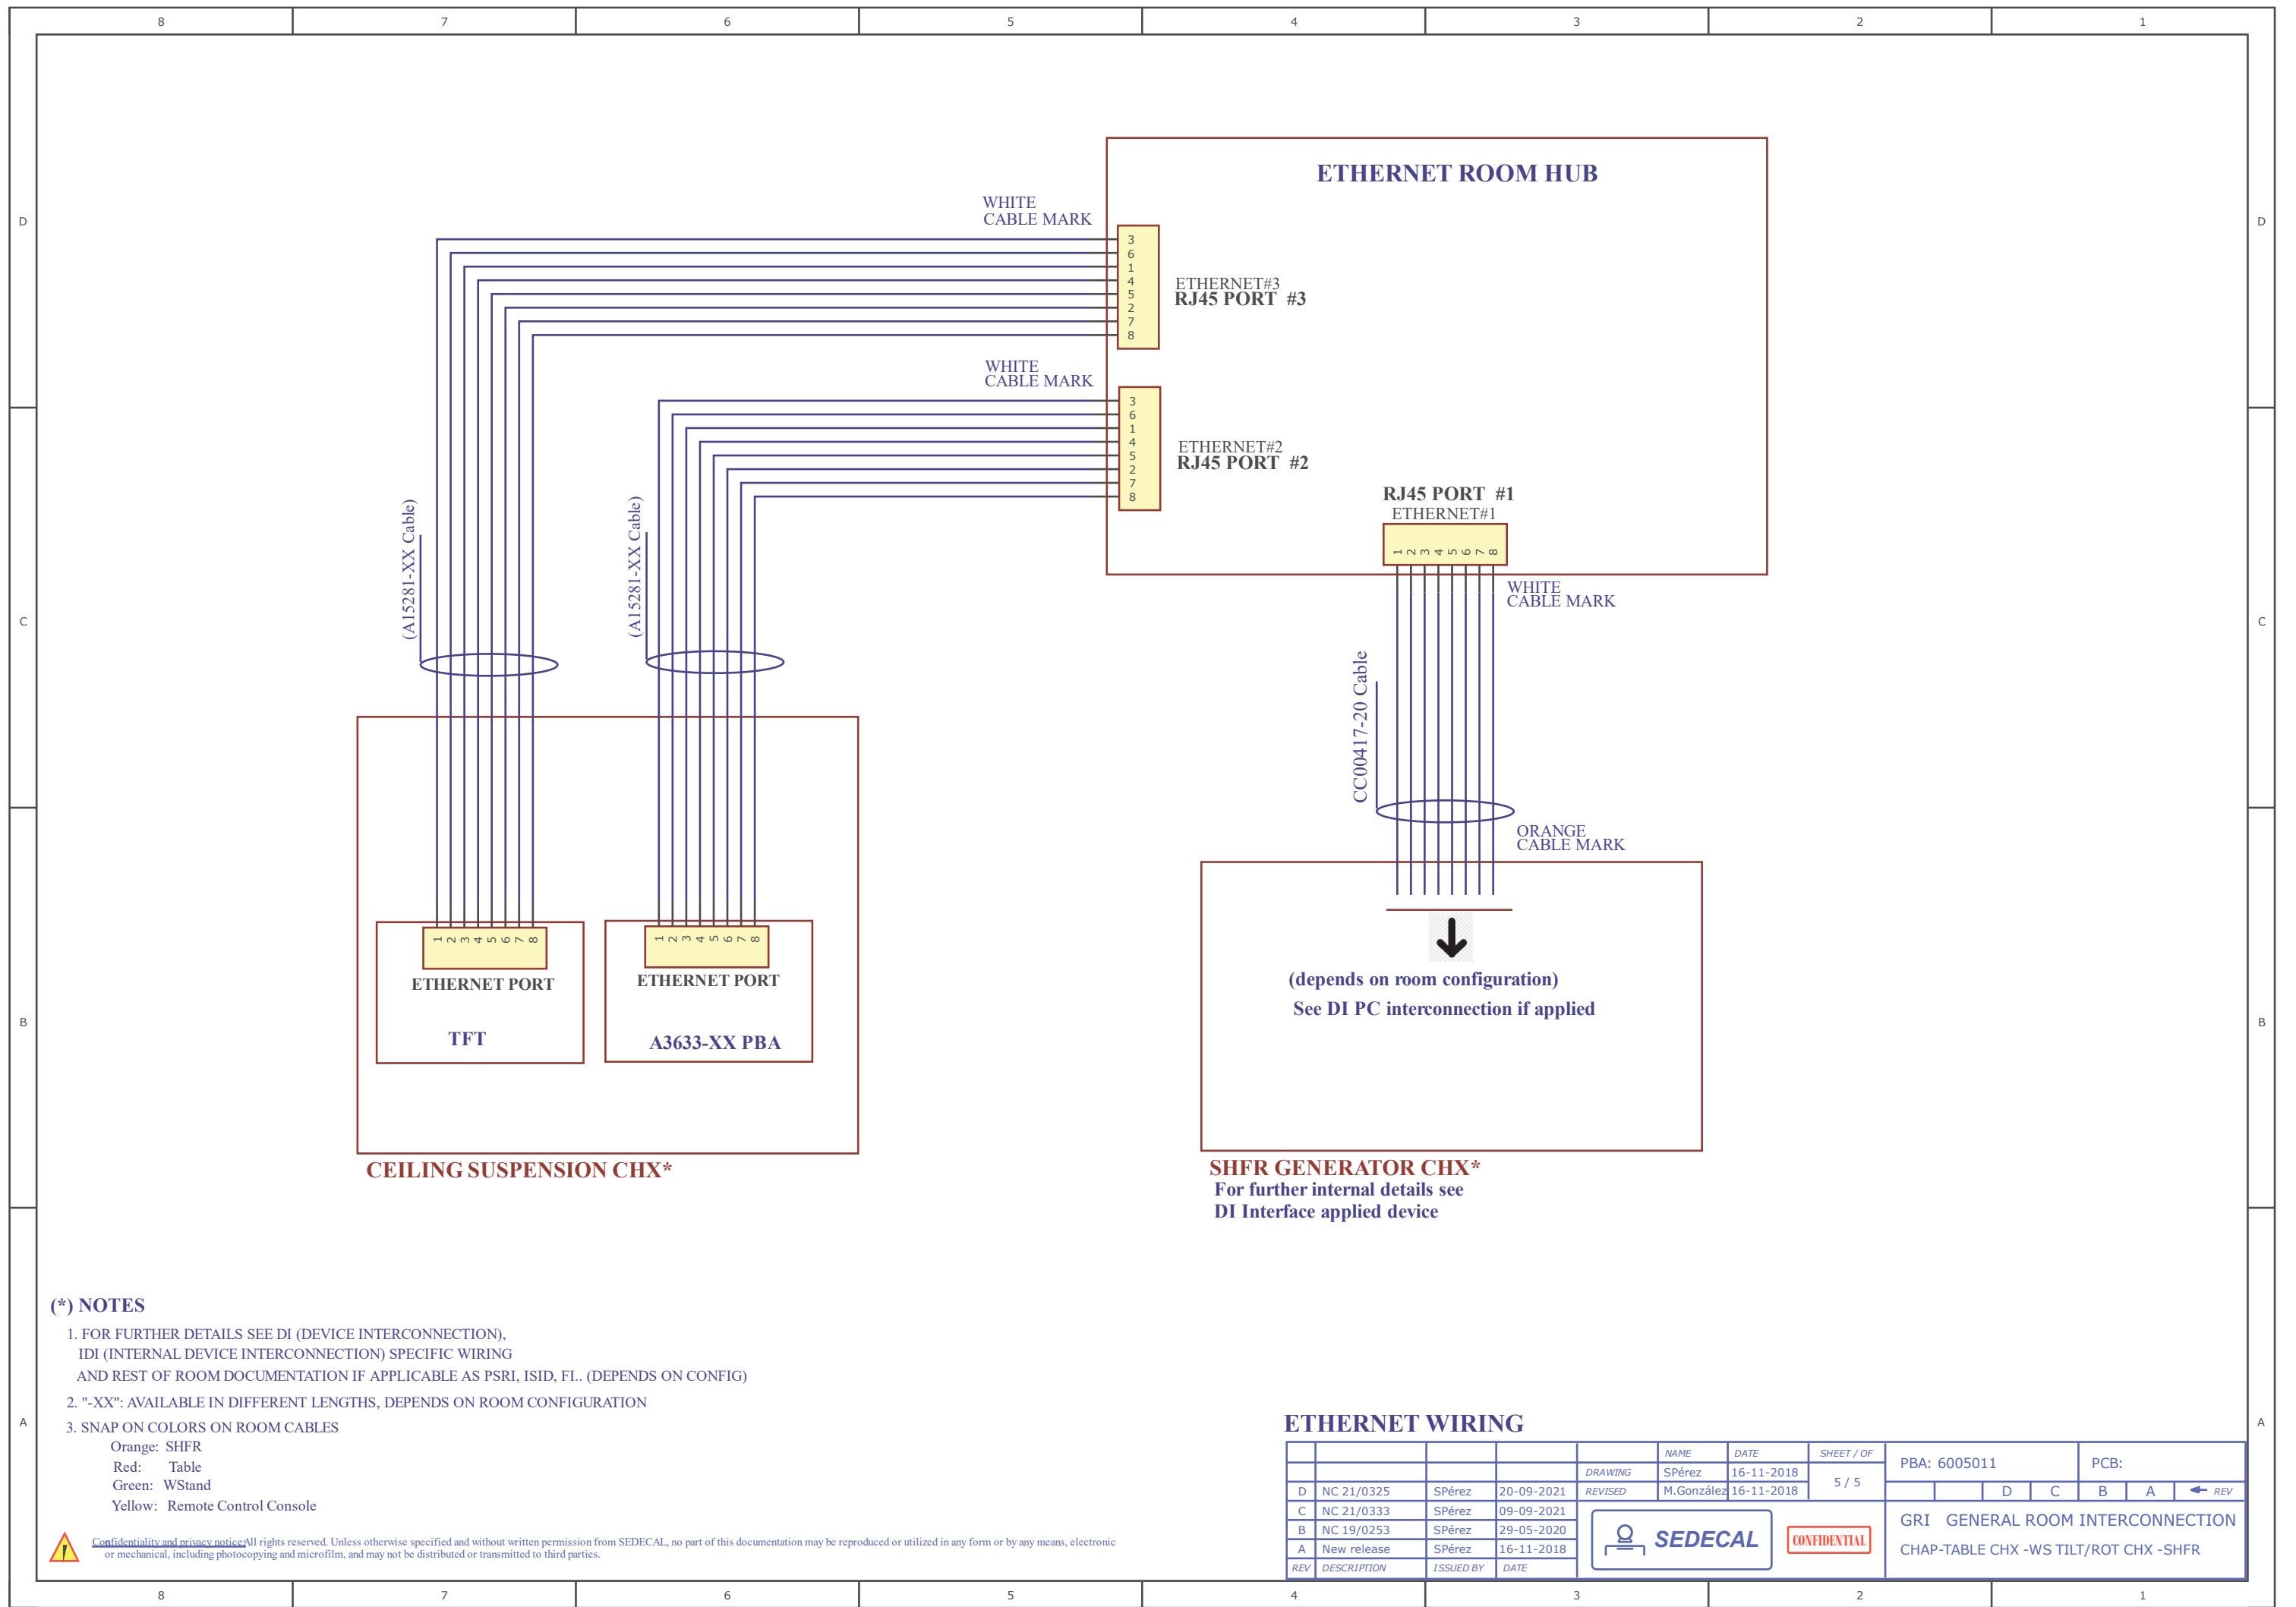 8 7 6 5 4 3 2 1
D
D
C
C
B
B
A
A
ETHERNET ROOM HUB
WHITE
CABLE MARK
3
6
1
4
5
2
7
8
ETHERNET#3
RJ45 PORT #3
WHITE
CABLE MARK
3
6
1
4
5
2
7
8
ETHERNET#2
RJ45 PORT #2
RJ45 PORT #1
ETHERNET#1
1 2 3 4 5 6 7 8
WHITE
CABLE MARK
(A15281-XX Cable)
(A15281-XX Cable)
CC00417-20 Cable
ORANGE
CABLE MARK
1 2 3 4 5 6 7 8
ETHERNET PORT
TFT
1 2 3 4 5 6 7 8
ETHERNET PORT
A3633-XX PBA
CEILING SUSPENSION CHX*
(depends on room configuration)
See DI PC interconnection if applied
SHFR GENERATOR CHX*
For further internal details see
DI Interface applied device
(*) NOTES
1. FOR FURTHER DETAILS SEE DI (DEVICE INTERCONNECTION),
IDI (INTERNAL DEVICE INTERCONNECTION) SPECIFIC WIRING
AND REST OF ROOM DOCUMENTATION IF APPLICABLE AS PSRI, ISID, FI.. (DEPENDS ON CONFIG)
2. "-XX": AVAILABLE IN DIFFERENT LENGTHS, DEPENDS ON ROOM CONFIGURATION
3. SNAP ON COLORS ON ROOM CABLES
Orange: SHFR
Red: Table
Green: WStand
Yellow: Remote Control Console
Confidentiality and privacy notice:All rights reserved. Unless otherwise specified and without written permission from SEDECAL, no part of this documentation may be reproduced or utilized in any form or by any means, electronic
or mechanical, including photocopying and microfilm, and may not be distributed or transmitted to third parties.
ETHERNET WIRING
NAME DATE SHEET / OF
DRAWING SPérez 16-11-2018
REVISED M.González 16-11-2018
5 / 5
PBA: 6005011 PCB:
D C B A REV
D NC 21/0325 SPérez 20-09-2021
C NC 21/0333 SPérez 09-09-2021
B NC 19/0253 SPérez 29-05-2020
A New release SPérez 16-11-2018
REV DESCRIPTION ISSUED BY DATE
SEDECAL
CONFIDENTIAL
GRI GENERAL ROOM INTERCONNECTION
CHAP-TABLE CHX -WS TILT/ROT CHX -SHFR
8 7 6 5 4 3 2 1